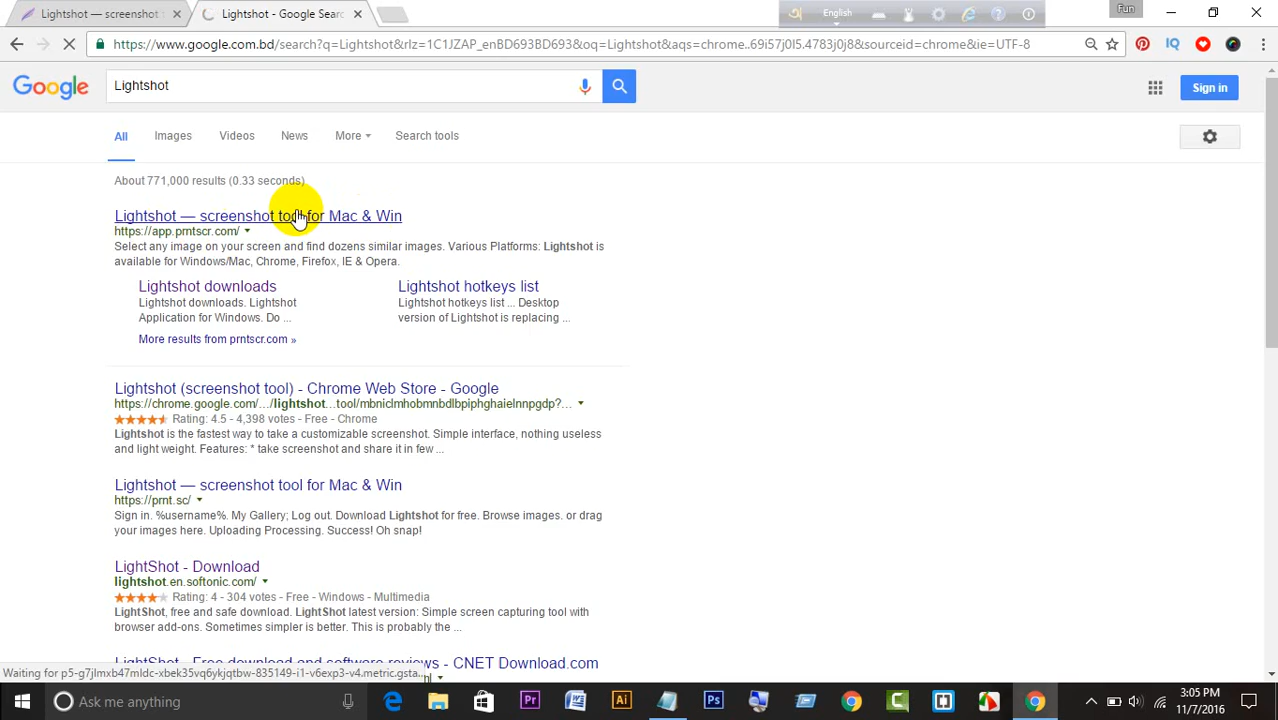 Lightshot — screenshot t
Lightshot - Google Searc
English
Fun
https://www.google.com.bd/search?q=Lightshot&rlz=1C1JZAP_enBD693BD693&oq=Lightshot&aqs=chrome..69i57j0l5.4783j0j8&sourceid=chrome&ie=UTF-8
IQ
Google
Lightshot
Sign in
All Images Videos News More Search tools
About 771,000 results (0.33 seconds)
Lightshot — screenshot tool for Mac & Win
https://app.prntscr.com/
Select any image on your screen and find dozens similar images. Various Platforms: Lightshot is
available for Windows/Mac, Chrome, Firefox, IE & Opera.
Lightshot downloads
Lightshot downloads. Lightshot
Application for Windows. Do ...
Lightshot hotkeys list
Lightshot hotkeys list ... Desktop
version of Lightshot is replacing ...
More results from prntscr.com »
Lightshot (screenshot tool) - Chrome Web Store - Google
https://chrome.google.com/.../lightshot...tool/mbniclmhobmnbdlbpiphghaielnnpgdp?...
Rating: 4.5 - 4,398 votes - Free - Chrome
Lightshot is the fastest way to take a customizable screenshot. Simple interface, nothing useless
and light weight. Features: * take screenshot and share it in few ...
Lightshot — screenshot tool for Mac & Win
https://prnt.sc/
Sign in. %username%. My Gallery; Log out. Download Lightshot for free. Browse images. or drag
your images here. Uploading Processing. Success! Oh snap!
LightShot - Download
lightshot.en.softonic.com/
Rating: 4 - 304 votes - Free - Windows - Multimedia
LightShot, free and safe download. LightShot latest version: Simple screen capturing tool with
browser add-ons. Sometimes simpler is better. This is probably the ...
LightShot - Free download and software reviews - CNET Download.com
Waiting for p5-g7jlmxb47mldc-xbek35vq6ykjqtbw-835149-i1-v6exp3-v4.metric.gsta...
Ask me anything
Pr
Ai
Ps
3:05 PM
11/7/2016